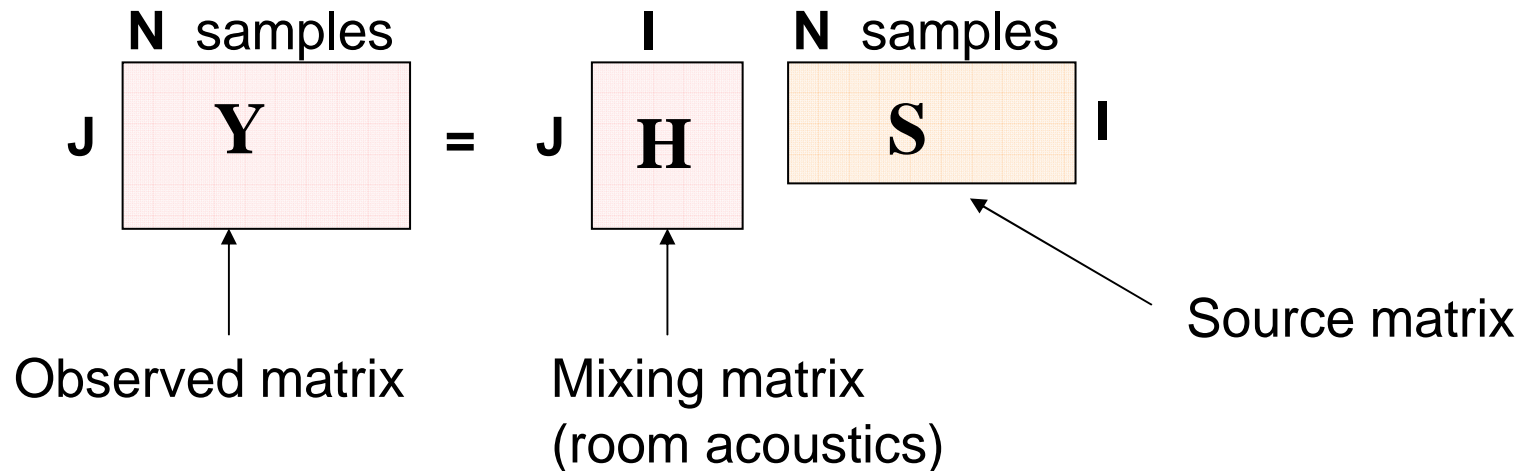 N samples I N samples
J Y = J H S I
Source matrix
Observed matrix Mixing matrix
(room acoustics)